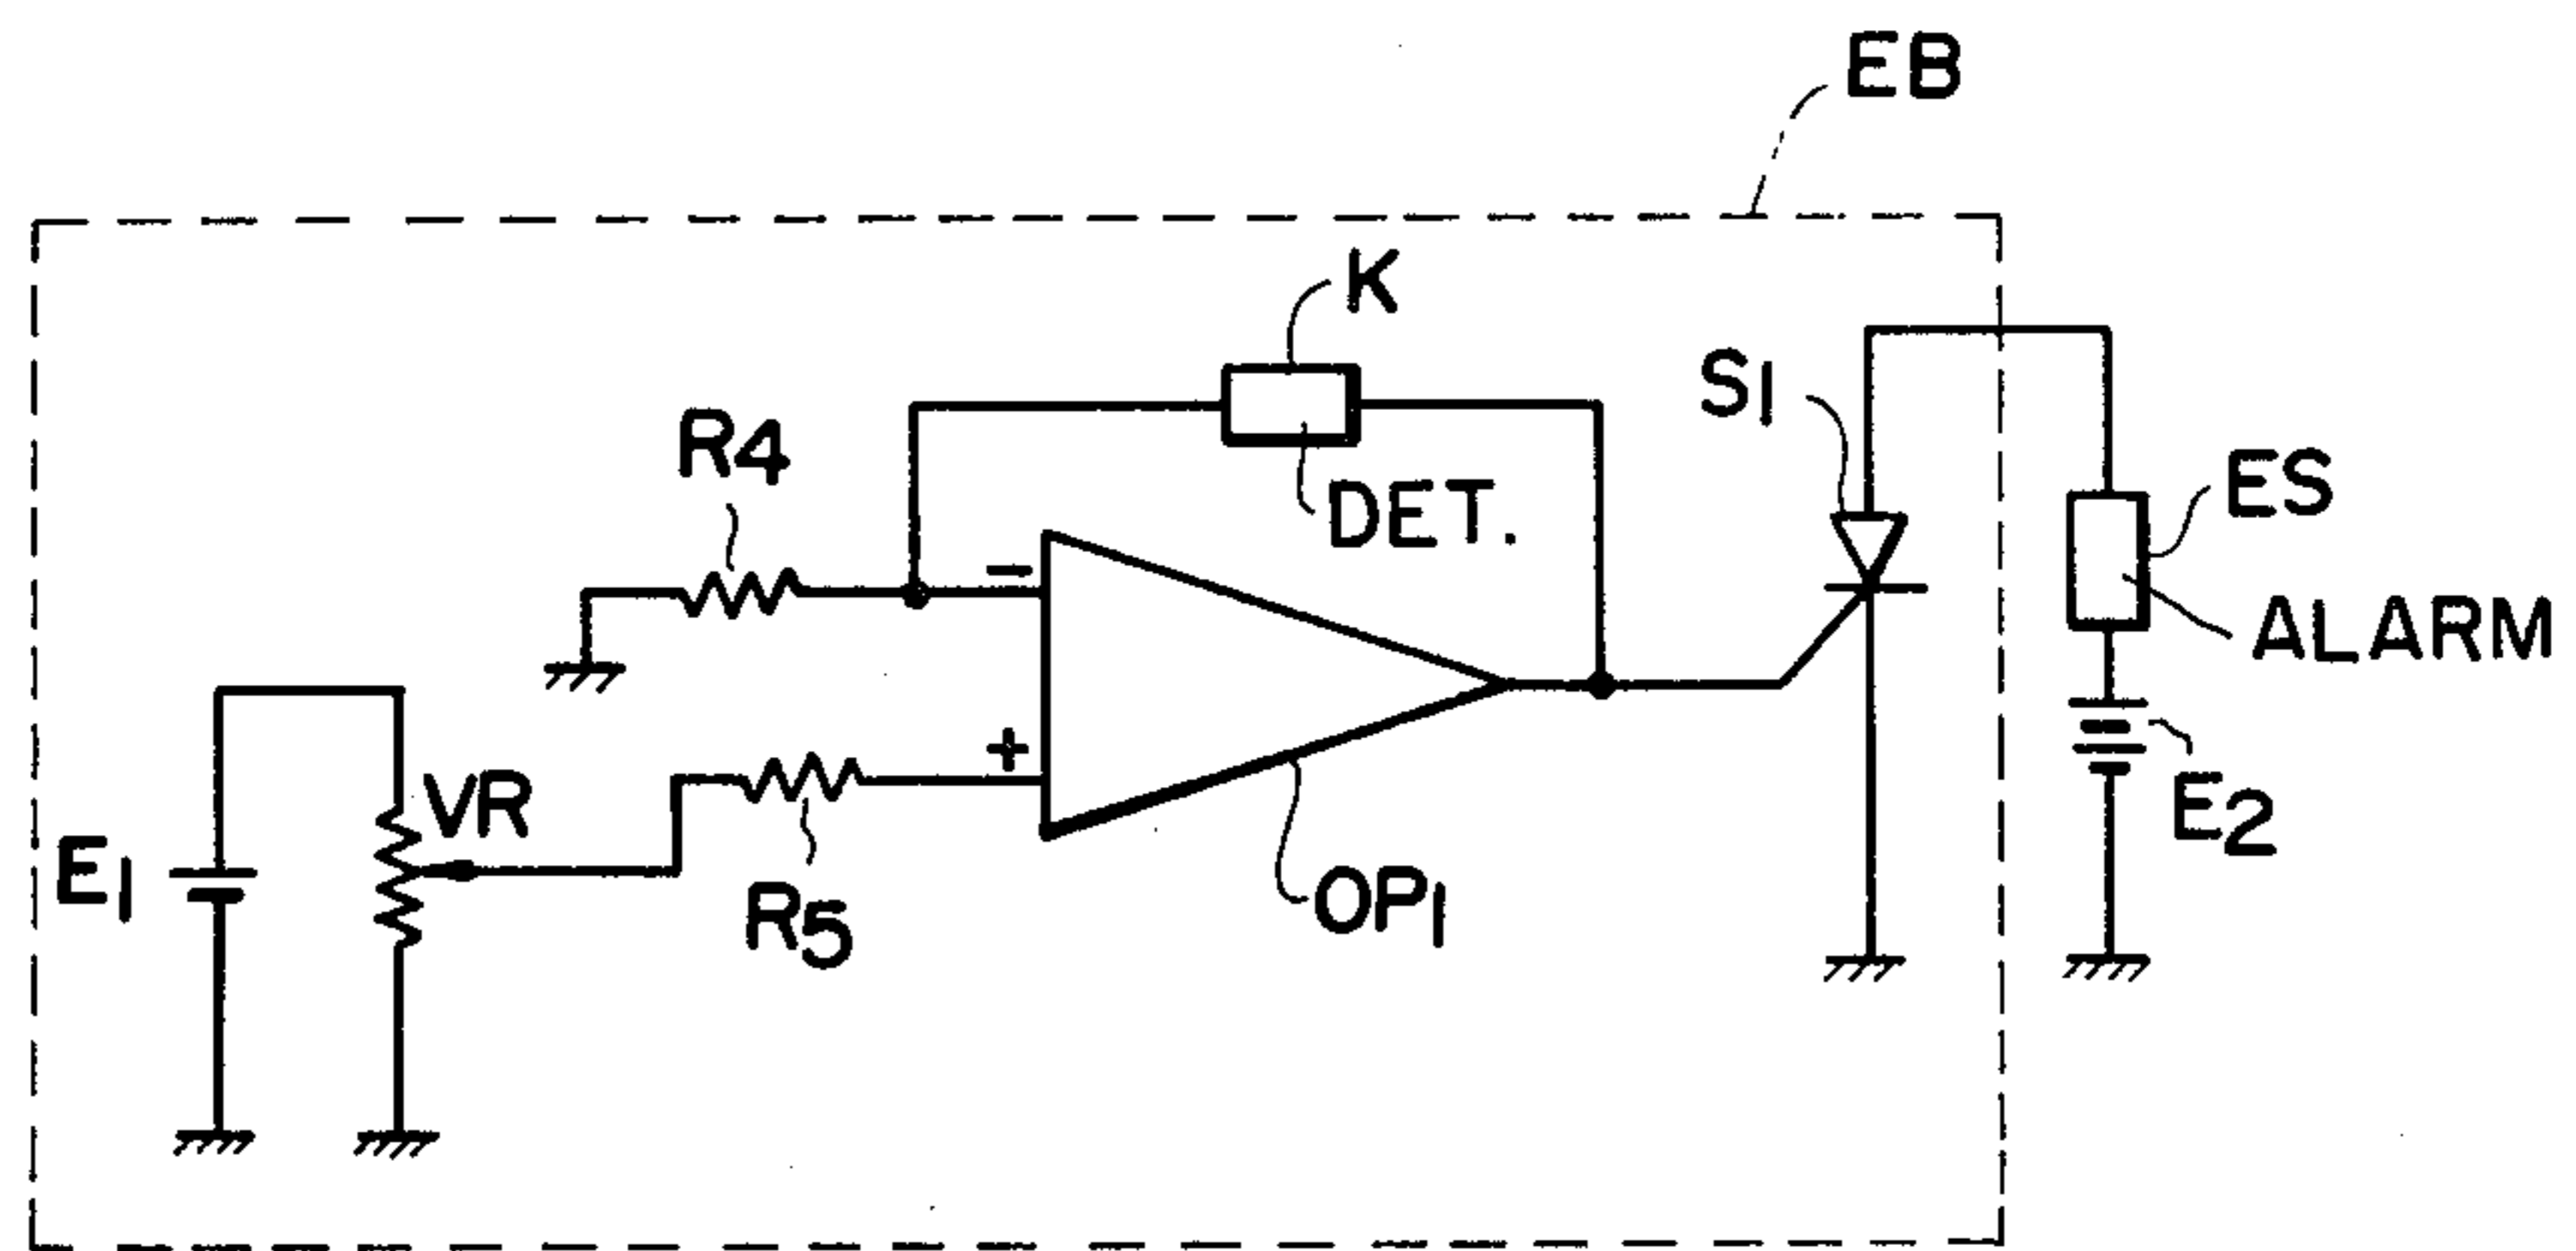 EB
K
DET.
R4
S1
ES
ALARM
VR
E1
E2
R5
OP1
-
+